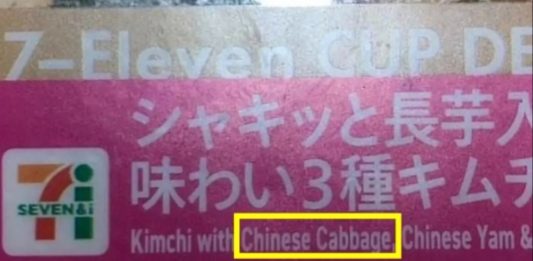 7-Eleven CUP DE
シャキッと長芋入
味わい3種キムチ
SEVEN&i
Kimchi with Chinese Cabbage, Chinese Yam &